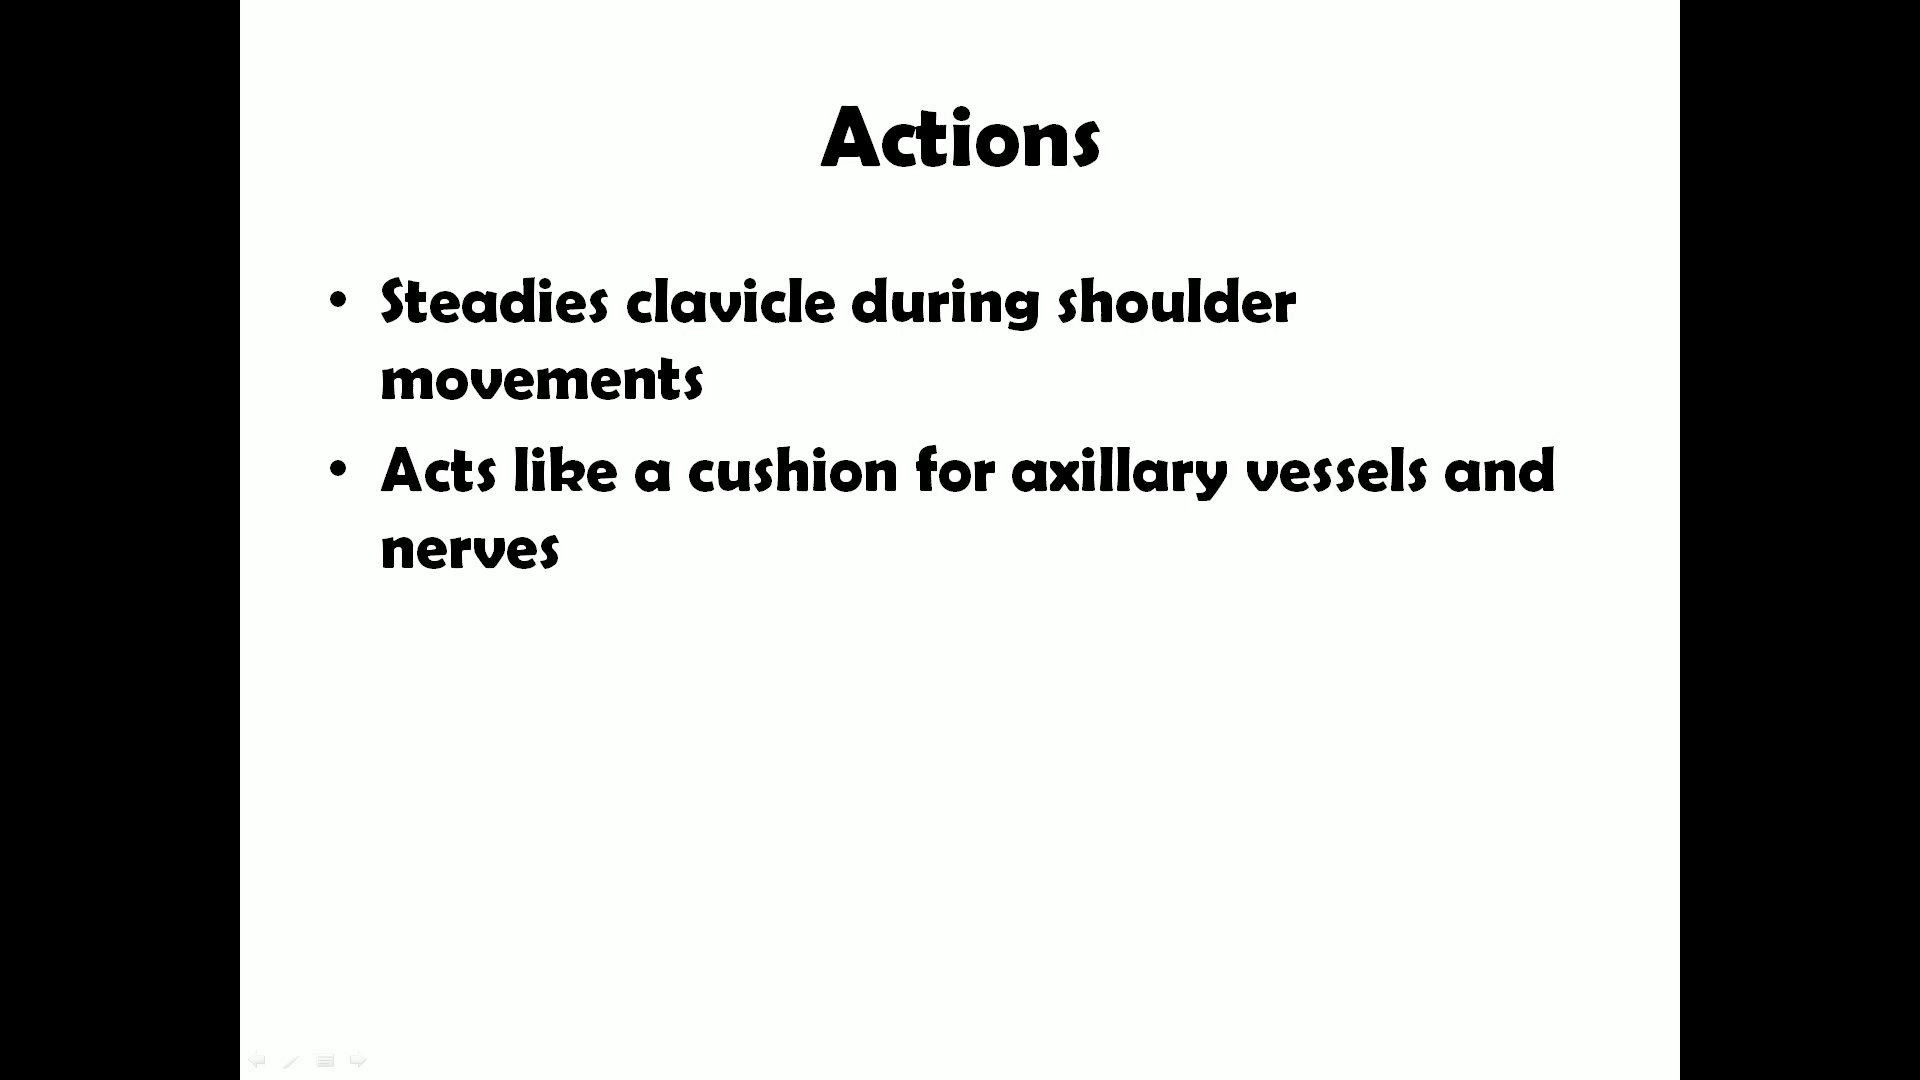 Actions
• Steadies clavicle during shoulder
movements
• Acts like a cushion for axillary vessels and
nerves